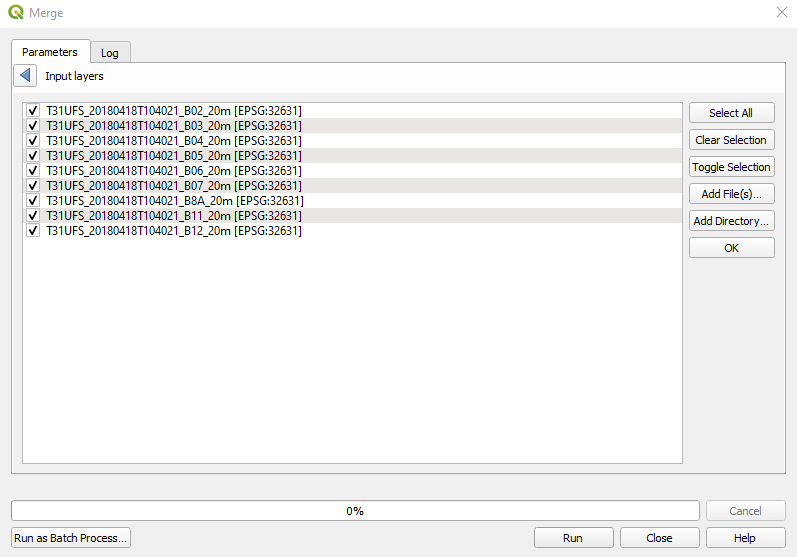 Merge
Parameters
Log
Input layers
T31UFS_20180418T104021_B02_20m [EPSG:32631]
T31UFS_20180418T104021_B03_20m [EPSG:32631]
T31UFS_20180418T104021_B04_20m [EPSG:32631]
T31UFS_20180418T104021_B05_20m [EPSG:32631]
T31UFS_20180418T104021_B06_20m [EPSG:32631]
T31UFS_20180418T104021_B07_20m [EPSG:32631]
T31UFS_20180418T104021_B8A_20m [EPSG:32631]
T31UFS_20180418T104021_B11_20m [EPSG:32631]
T31UFS_20180418T104021_B12_20m [EPSG:32631]
Select All
Clear Selection
Toggle Selection
Add File(s)...
Add Directory...
OK
0%
Cancel
Run as Batch Process...
Run
Close
Help